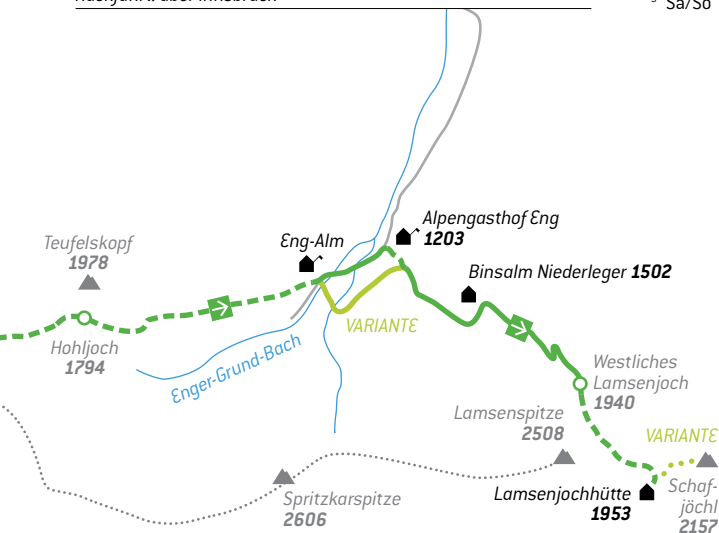 Sa/So
Alpengasthof Eng
1203
Eng-Alm
Teufelskopf
1978
Binsalm Niederleger 1502
VARIANTE
Hohljoch
1794
Enger-Grund-Bach
Westliches
Lamsenjoch
1940
Lamsenspitze
2508
VARIANTE
Spritzkarspitze
2606
Lamsenjochhütte
1953
Schaf-
jöchl
2157